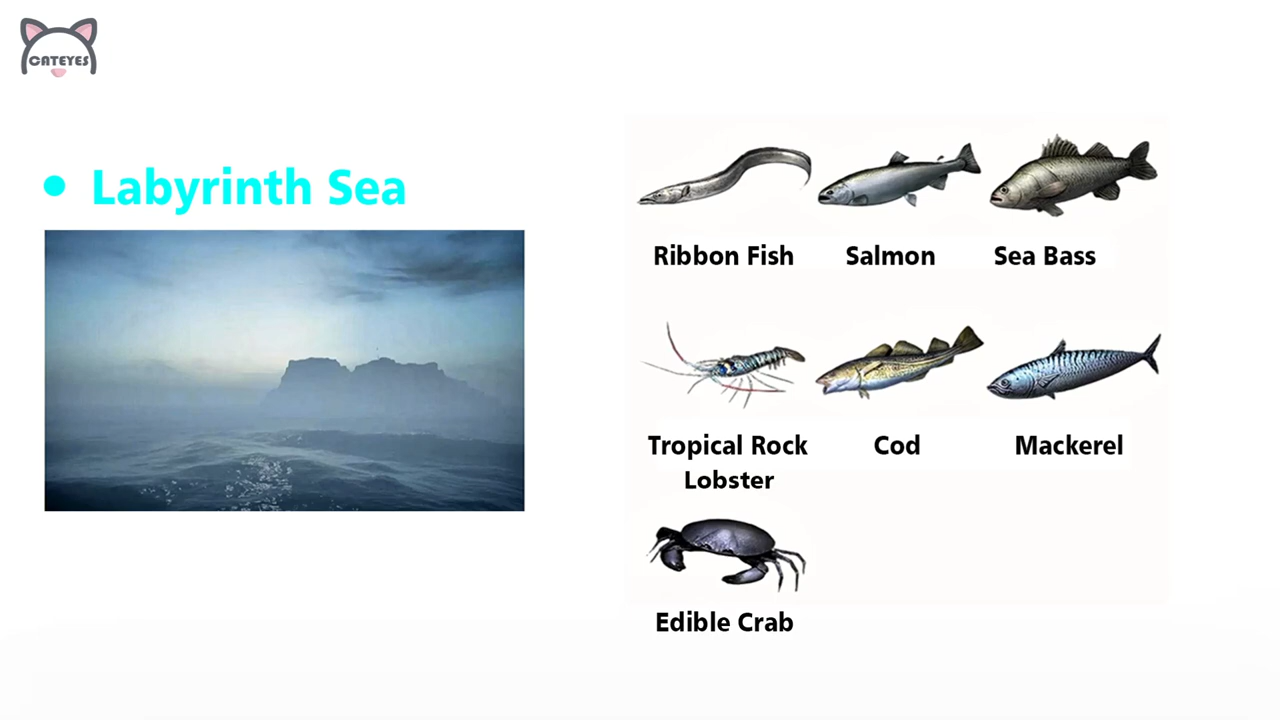 CATEYES
Labyrinth Sea
Ribbon Fish
Salmon
Sea Bass
Tropical Rock
Lobster
Cod
Mackerel
Edible Crab